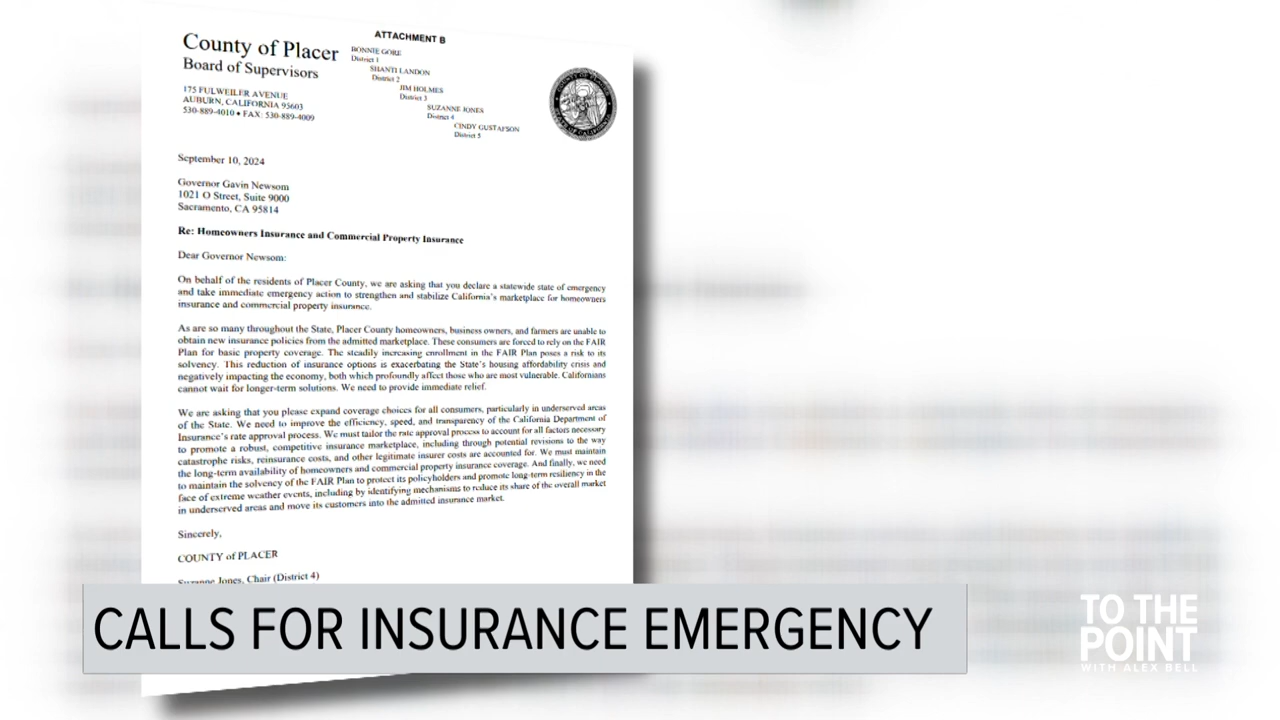 ATTACHMENT B
County of Placer
Board of Supervisors
175 FULWEILER AVENUE
AUBURN, CALIFORNIA 95603
530-889-4010 • FAX: 530-889-4009
BONNIE GORE
District 1
SHANTI LANDON
District 2
JIM HOLMES
District 3
SUZANNE JONES
District 4
CINDY GUSTAFSON
District 5
September 10, 2024
Governor Gavin Newsom
1021 O Street, Suite 9000
Sacramento, CA 95814
Re: Homeowners Insurance and Commercial Property Insurance
Dear Governor Newsom:
On behalf of the residents of Placer County, we are asking that you declare a statewide state of emergency
and take immediate emergency action to strengthen and stabilize California's marketplace for homeowners
insurance and commercial property insurance.
As are so many throughout the State, Placer County homeowners, business owners, and farmers are unable to
obtain new insurance policies from the admitted marketplace. These consumers are forced to rely on the FAIR
Plan for basic property coverage. The steadily increasing enrollment in the FAIR Plan poses a risk to its
solvency. This reduction of insurance options is exacerbating the State's housing affordability crisis and
negatively impacting the economy, both which profoundly affect those who are most vulnerable. Californians
cannot wait for longer-term solutions. We need to provide immediate relief.
We are asking that you please expand coverage choices for all consumers, particularly in underserved areas
of the State. We need to improve the efficiency, speed, and transparency of the California Department of
Insurance's rate approval process. We must tailor the rate approval process to account for all factors necessary
to promote a robust, competitive insurance marketplace, including through potential revisions to the way
catastrophe risks, reinsurance costs, and other legitimate insurer costs are accounted for. We must maintain
the long-term availability of homeowners and commercial property insurance coverage. And finally, we need
to maintain the solvency of the FAIR Plan to protect its policyholders and promote long-term resiliency in the
face of extreme weather events, including by identifying mechanisms to reduce its share of the overall market
in underserved areas and move its customers into the admitted insurance market.
Sincerely,
COUNTY of PLACER
Suzanne Jones, Chair (District 4)
CALLS FOR INSURANCE EMERGENCY
TO THE
POINT
WITH ALEX BELL